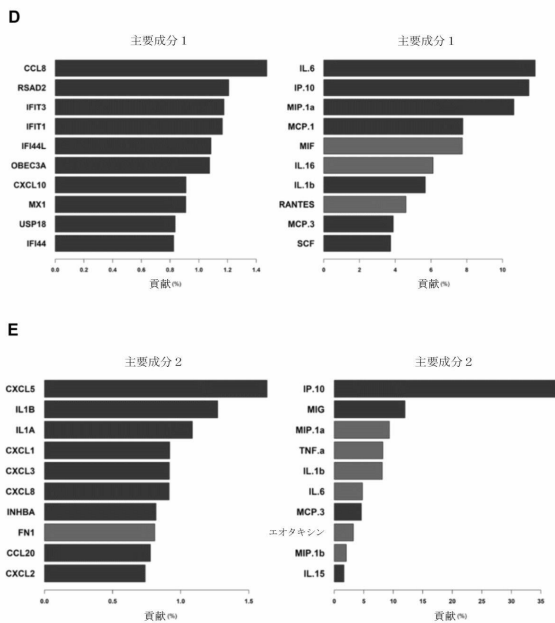 D
主要成分 1
CCL8
RSAD2
IFIT3
IFIT1
IFI44L
OBEC3A
CXCL10
MX1
USP18
IFI44
0.0 0.2 0.4 0.6 0.8 1.0 1.2 1.4
貢献 (%)
主要成分 1
IL.6
IP.10
MIP.1a
MCP.1
MIF
IL.16
IL.1b
RANTES
MCP.3
SCF
0 2 4 6 8 10
貢献 (%)
E
主要成分 2
CXCL5
IL1B
IL1A
CXCL1
CXCL3
CXCL8
INHBA
FN1
CCL20
CXCL2
0.0 0.5 1.0 1.5
貢献 (%)
主要成分 2
IP.10
MIG
MIP.1a
TNF.a
IL.1b
IL.6
MCP.3
エオタキシン
MIP.1b
IL.15
0 5 10 15 20 25 30 35
貢献 (%)